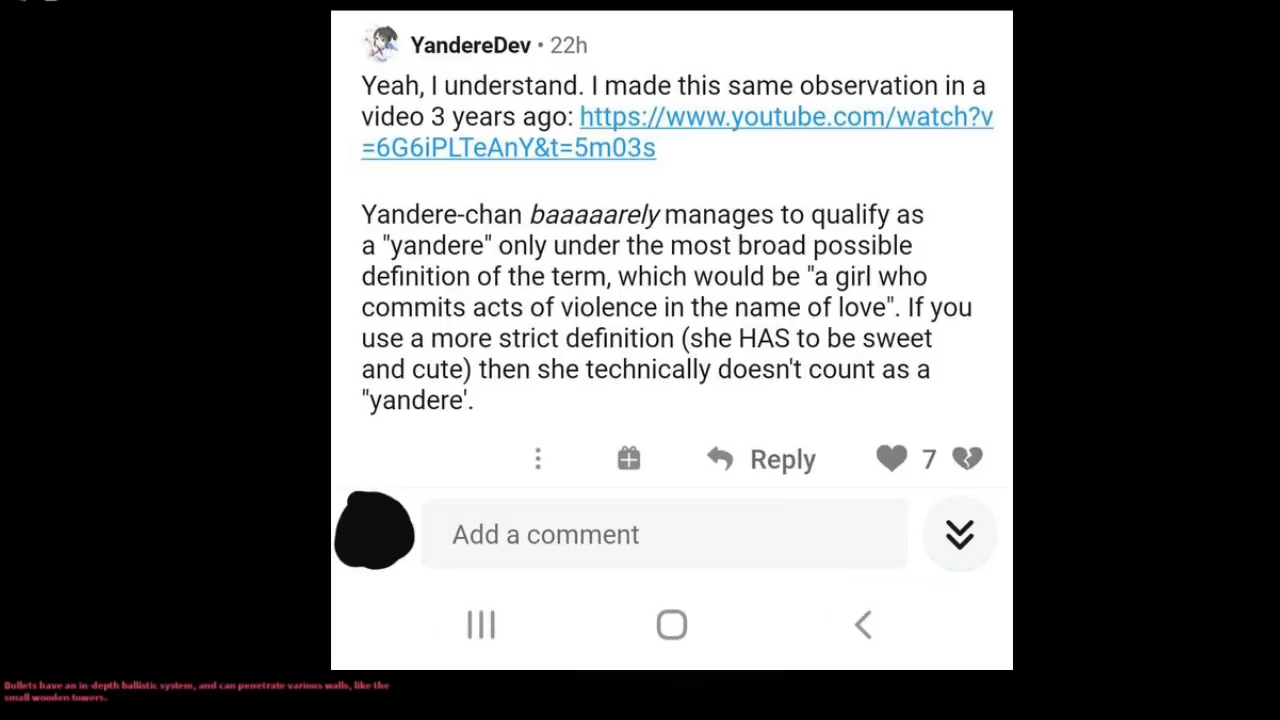 YandereDev • 22h
Yeah, I understand. I made this same observation in a
video 3 years ago: https://www.youtube.com/watch?v
=6G6iPLTeAnY&t=5m03s
Yandere-chan baaaaarely manages to qualify as
a "yandere" only under the most broad possible
definition of the term, which would be "a girl who
commits acts of violence in the name of love". If you
use a more strict definition (she HAS to be sweet
and cute) then she technically doesn't count as a
"yandere'.
Reply 7
Add a comment
Bullets have an in-depth ballistic system, and can penetrate various walls, like the
small wooden towers.